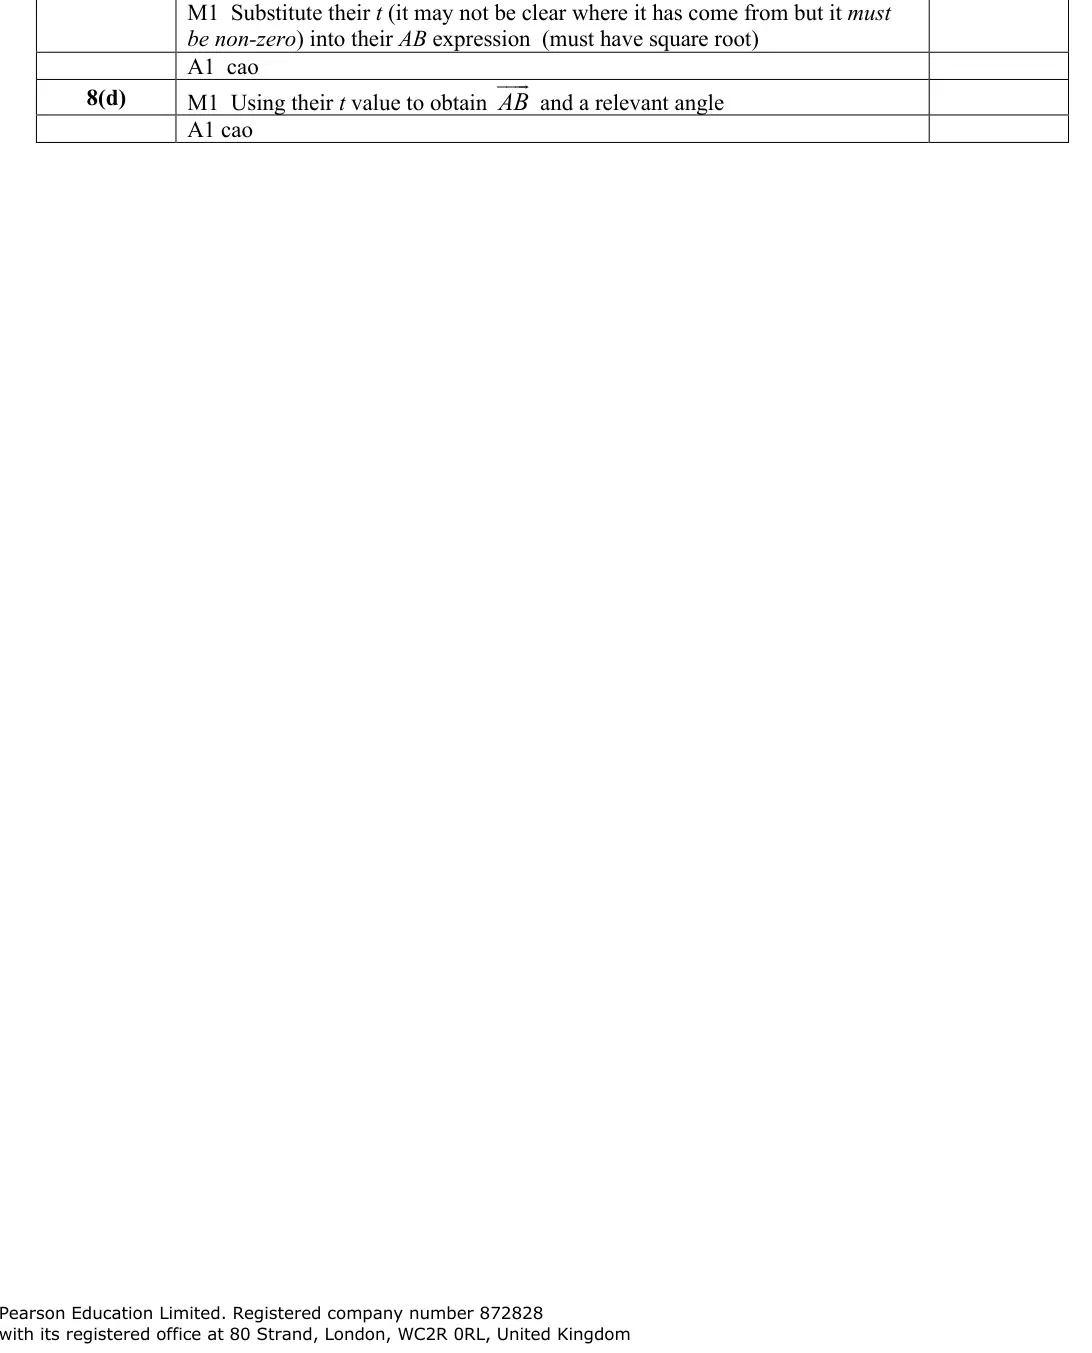 M1  Substitute their t (it may not be clear where it has come from but it must
be non-zero) into their AB expression  (must have square root)
A1  cao
8(d)
M1  Using their t value to obtain \overrightarrow{AB} and a relevant angle
A1 cao
Pearson Education Limited. Registered company number 872828
with its registered office at 80 Strand, London, WC2R 0RL, United Kingdom